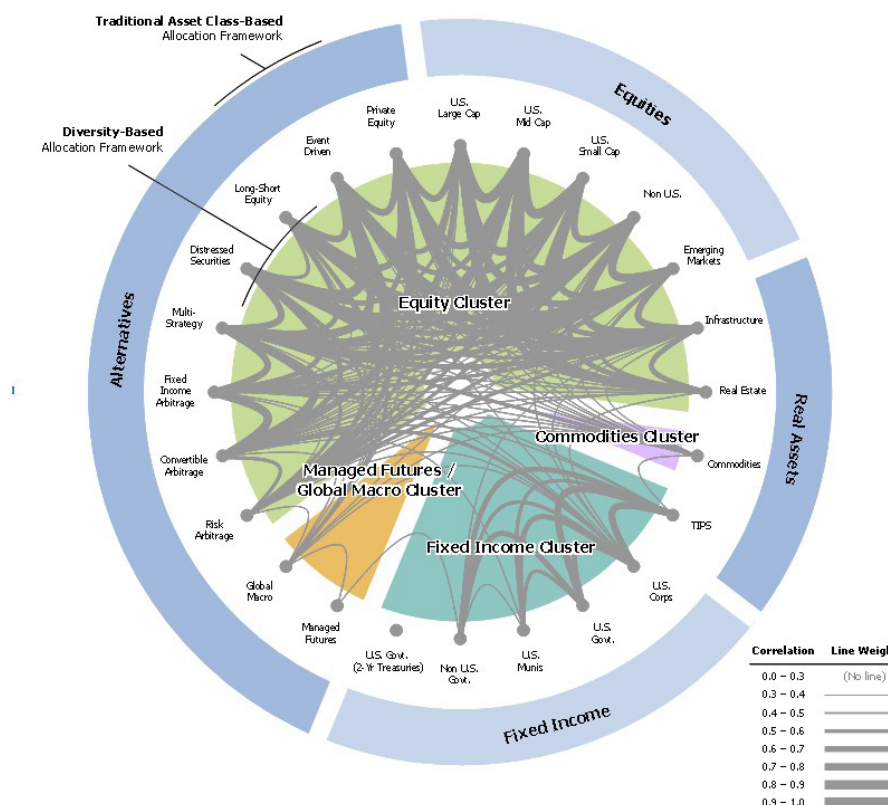 Traditional Asset Class-Based
Allocation Framework
Diversity-Based
Allocation Framework
Equities
Real Assets
Fixed Income
Alternatives
U.S.
Large Cap
U.S.
Mid Cap
U.S.
Small Cap
Non U.S.
Emerging
Markets
Infrastructure
Real Estate
Commodities
TIPS
U.S.
Corps
U.S.
Govt.
U.S.
Munis
Non U.S.
Govt.
U.S. Govt.
(2-Yr Treasuries)
Managed
Futures
Global
Macro
Risk
Arbitrage
Convertible
Arbitrage
Fixed
Income
Arbitrage
Multi-
Strategy
Distressed
Securities
Long-Short
Equity
Event
Driven
Private
Equity
Equity Cluster
Commodities Cluster
Managed Futures /
Global Macro Cluster
Fixed Income Cluster
Correlation Line Weigh
0.0 – 0.3 (No line)
0.3 – 0.4
0.4 – 0.5
0.5 – 0.6
0.6 – 0.7
0.7 – 0.8
0.8 – 0.9
0.9 – 1.0